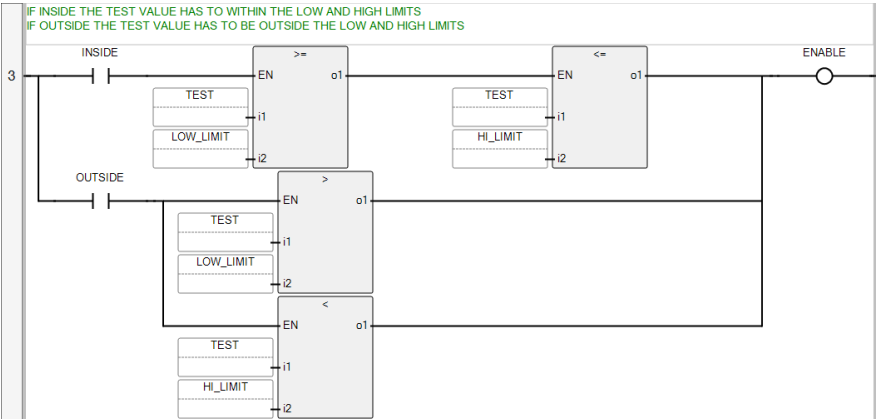 IF INSIDE THE TEST VALUE HAS TO WITHIN THE LOW AND HIGH LIMITS
IF OUTSIDE THE TEST VALUE HAS TO BE OUTSIDE THE LOW AND HIGH LIMITS
INSIDE
>=
<=
ENABLE
3
EN
o1
EN
o1
TEST
i1
TEST
i1
LOW_LIMIT
i2
HI_LIMIT
i2
OUTSIDE
>
EN
o1
TEST
i1
LOW_LIMIT
i2
<
EN
o1
TEST
i1
HI_LIMIT
i2